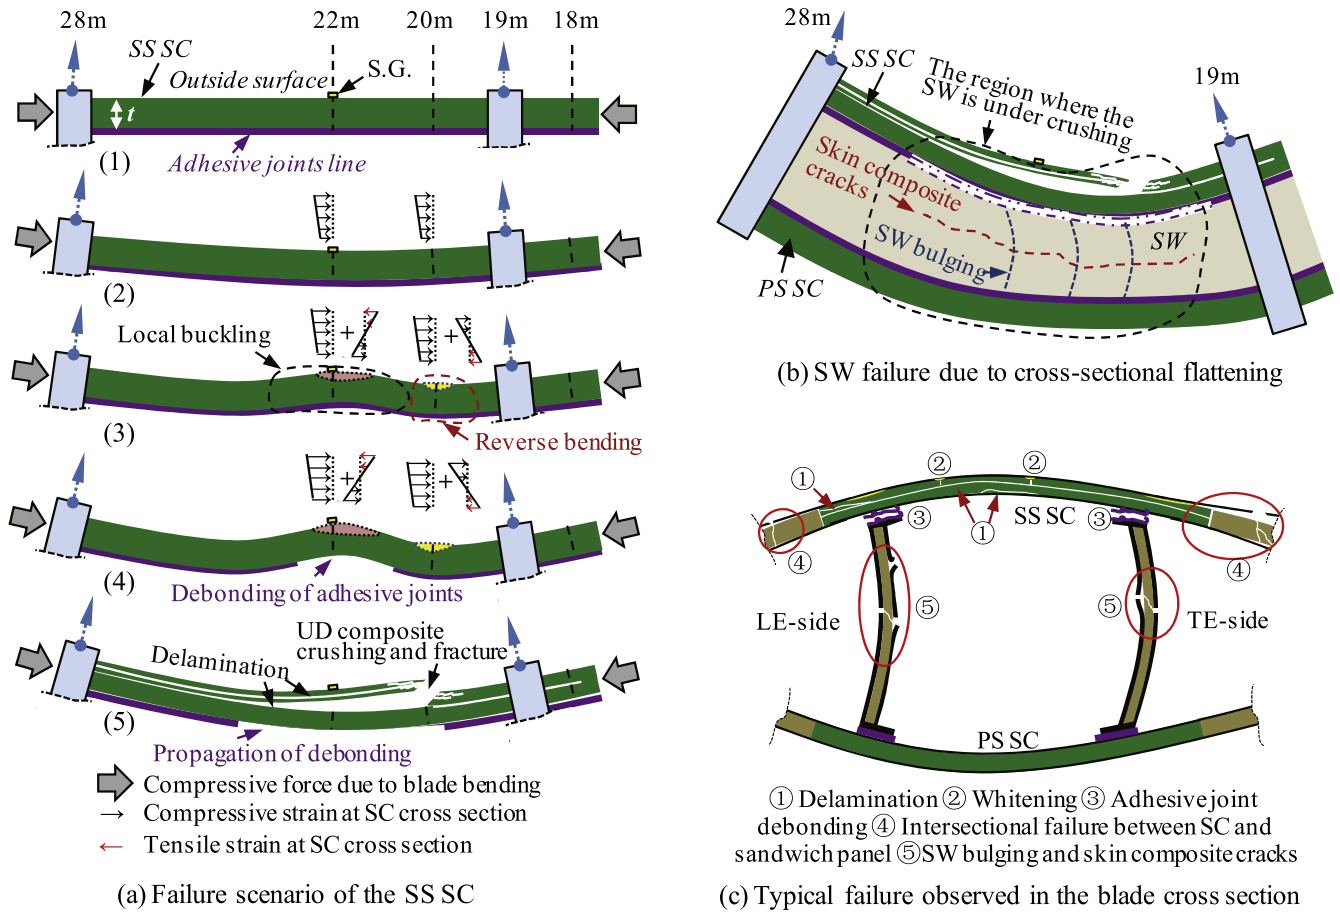 28m
22m
20m
19m
18m
SS SC
Outside surface
S.G.
t
(1)
Adhesive joints line
(2)
Local buckling
+
+
(3)
Reverse bending
+
+
(4)
Debonding of adhesive joints
UD composite
crushing and fracture
Delamination
(5)
Propagation of debonding
Compressive force due to blade bending
→ Compressive strain at SC cross section
← Tensile strain at SC cross section
(a) Failure scenario of the SS SC
28m
SS SC
The region where the
SW is under crushing
19m
Skin composite
cracks
SW bulging
SW
PS SC
(b) SW failure due to cross-sectional flattening
①
②
②
③
SS SC
③
①
④
④
⑤
⑤
LE-side
TE-side
PS SC
① Delamination ② Whitening ③ Adhesive joint
debonding ④ Intersectional failure between SC and
sandwich panel ⑤SW bulging and skin composite cracks
(c) Typical failure observed in the blade cross section